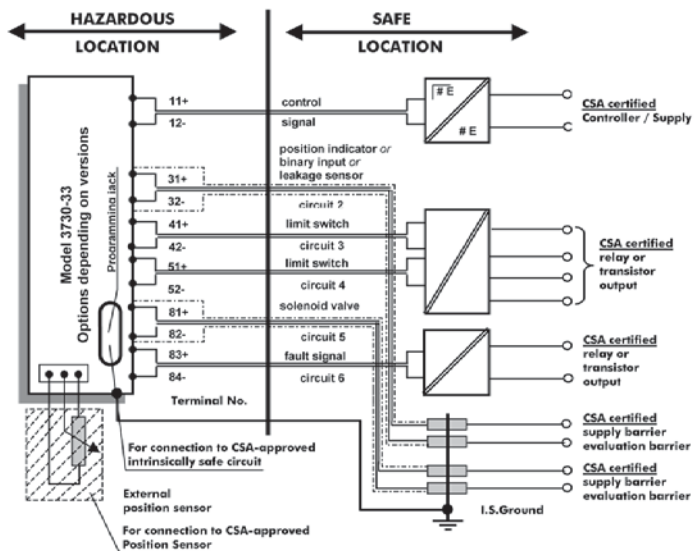 HAZARDOUS
LOCATION
SAFE
LOCATION
Model 3730-33
Options depending on versions
Programming jack
11+
12-
control
signal
# E
# E
CSA certified
Controller / Supply
position indicator or
binary input or
leakage sensor
31+
32-
circuit 2
41+
limit switch
42-
circuit 3
51+
limit switch
52-
circuit 4
CSA certified
relay or
transistor
output
solenoid valve
81+
82-
circuit 5
83+
fault signal
84-
circuit 6
CSA certified
relay or
transistor
output
Terminal No.
For connection to CSA-approved
intrinsically safe circuit
CSA certified
supply barrier
evaluation barrier
CSA certified
supply barrier
evaluation barrier
External
position sensor
I.S.Ground
For connection to CSA-approved
Position Sensor